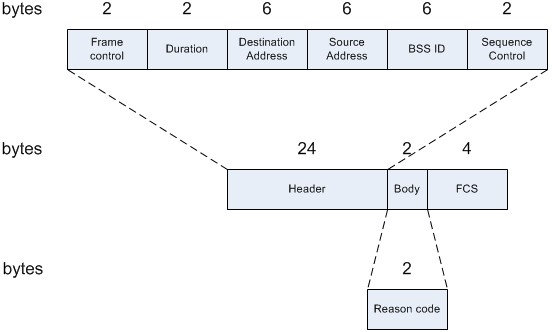 bytes 2 2 6 6 6 2
Frame control Duration Destination Address Source Address BSS ID Sequence Control
bytes 24 2 4
Header Body FCS
bytes 2
Reason code